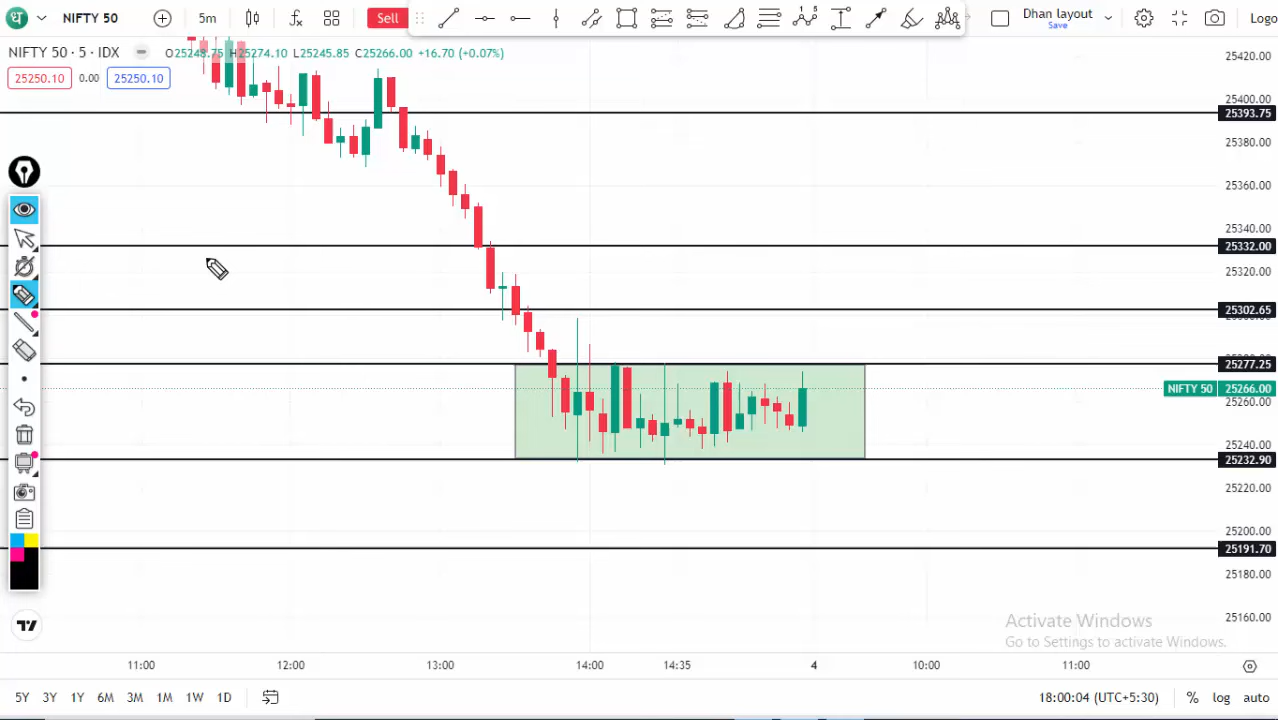 5m
Sell
Dhan layout
Save
Logo
NIFTY 50 · 5 · IDX
O25248.75 H25274.10 L25245.85 C25266.00 +16.70 (+0.07%)
25250.10 0.00 25250.10
25420.00
25400.00
25393.75
25380.00
25360.00
25340.00
25332.00
25320.00
25302.65
25277.25
NIFTY 50 25266.00
25260.00
25240.00
25232.90
25220.00
25200.00
25191.70
25180.00
25160.00
Activate Windows
Go to Settings to activate Windows.
11:00 12:00 13:00 14:00 14:35 4 10:00 11:00
5Y 3Y 1Y 6M 3M 1M 1W 1D 18:00:04 (UTC+5:30) % log auto